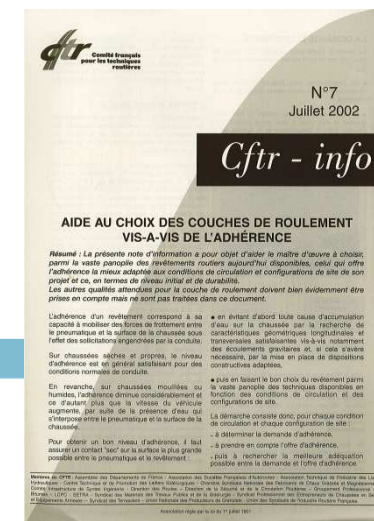 cftr
Comité français
pour les techniques
routières
N°7
Juillet 2002
Cftr - info
AIDE AU CHOIX DES COUCHES DE ROULEMENT
VIS-A-VIS DE L'ADHÉRENCE
Résumé : La présente note d'information a pour objet d'aider le maître d'œuvre à choisir,
parmi la vaste panoplie des revêtements routiers aujourd'hui disponibles, celui qui offre
l'adhérence la mieux adaptée aux conditions de circulation et configurations de site de son
projet et ce, en termes de niveau initial et de durabilité.
Les autres qualités attendues pour la couche de roulement doivent bien évidemment être
prises en compte mais ne sont pas traitées dans ce document.
L'adhérence d'un revêtement correspond à sa
capacité à mobiliser des forces de frottement entre
le pneumatique et la surface de la chaussée sous
l'effet des sollicitations engendrées par la conduite.
Sur chaussées sèches et propres, le niveau
d'adhérence est en général satisfaisant pour des
conditions normales de conduite.
En revanche, sur chaussées mouillées ou
humides, l'adhérence diminue considérablement et
ce d'autant plus que la vitesse du véhicule
augmente, par suite de la présence d'eau qui
s'interpose entre le pneumatique et la surface de la
chaussée.
Pour obtenir un bon niveau d'adhérence, il faut
assurer un contact "sec" sur la surface la plus grande
possible entre le pneumatique et le revêtement :
● en évitant d'abord toute cause d'accumulation
d'eau sur la chaussée par la recherche de
caractéristiques géométriques longitudinales et
transversales satisfaisantes vis-à-vis notamment
des écoulements gravitaires et, si cela s'avère
nécessaire, par la mise en place de dispositions
constructives adaptées,
● puis en faisant le bon choix du revêtement parmi
la vaste panoplie des techniques disponibles en
fonction des conditions de circulation et des
configurations de site.
La démarche consiste donc, pour chaque condition
de circulation et chaque configuration de site :
- à déterminer la demande d'adhérence,
- à prendre en compte l'offre d'adhérence,
- puis à rechercher la meilleure adéquation
possible entre la demande et l'offre d'adhérence.
Association régie par la loi du 1er juillet 1901